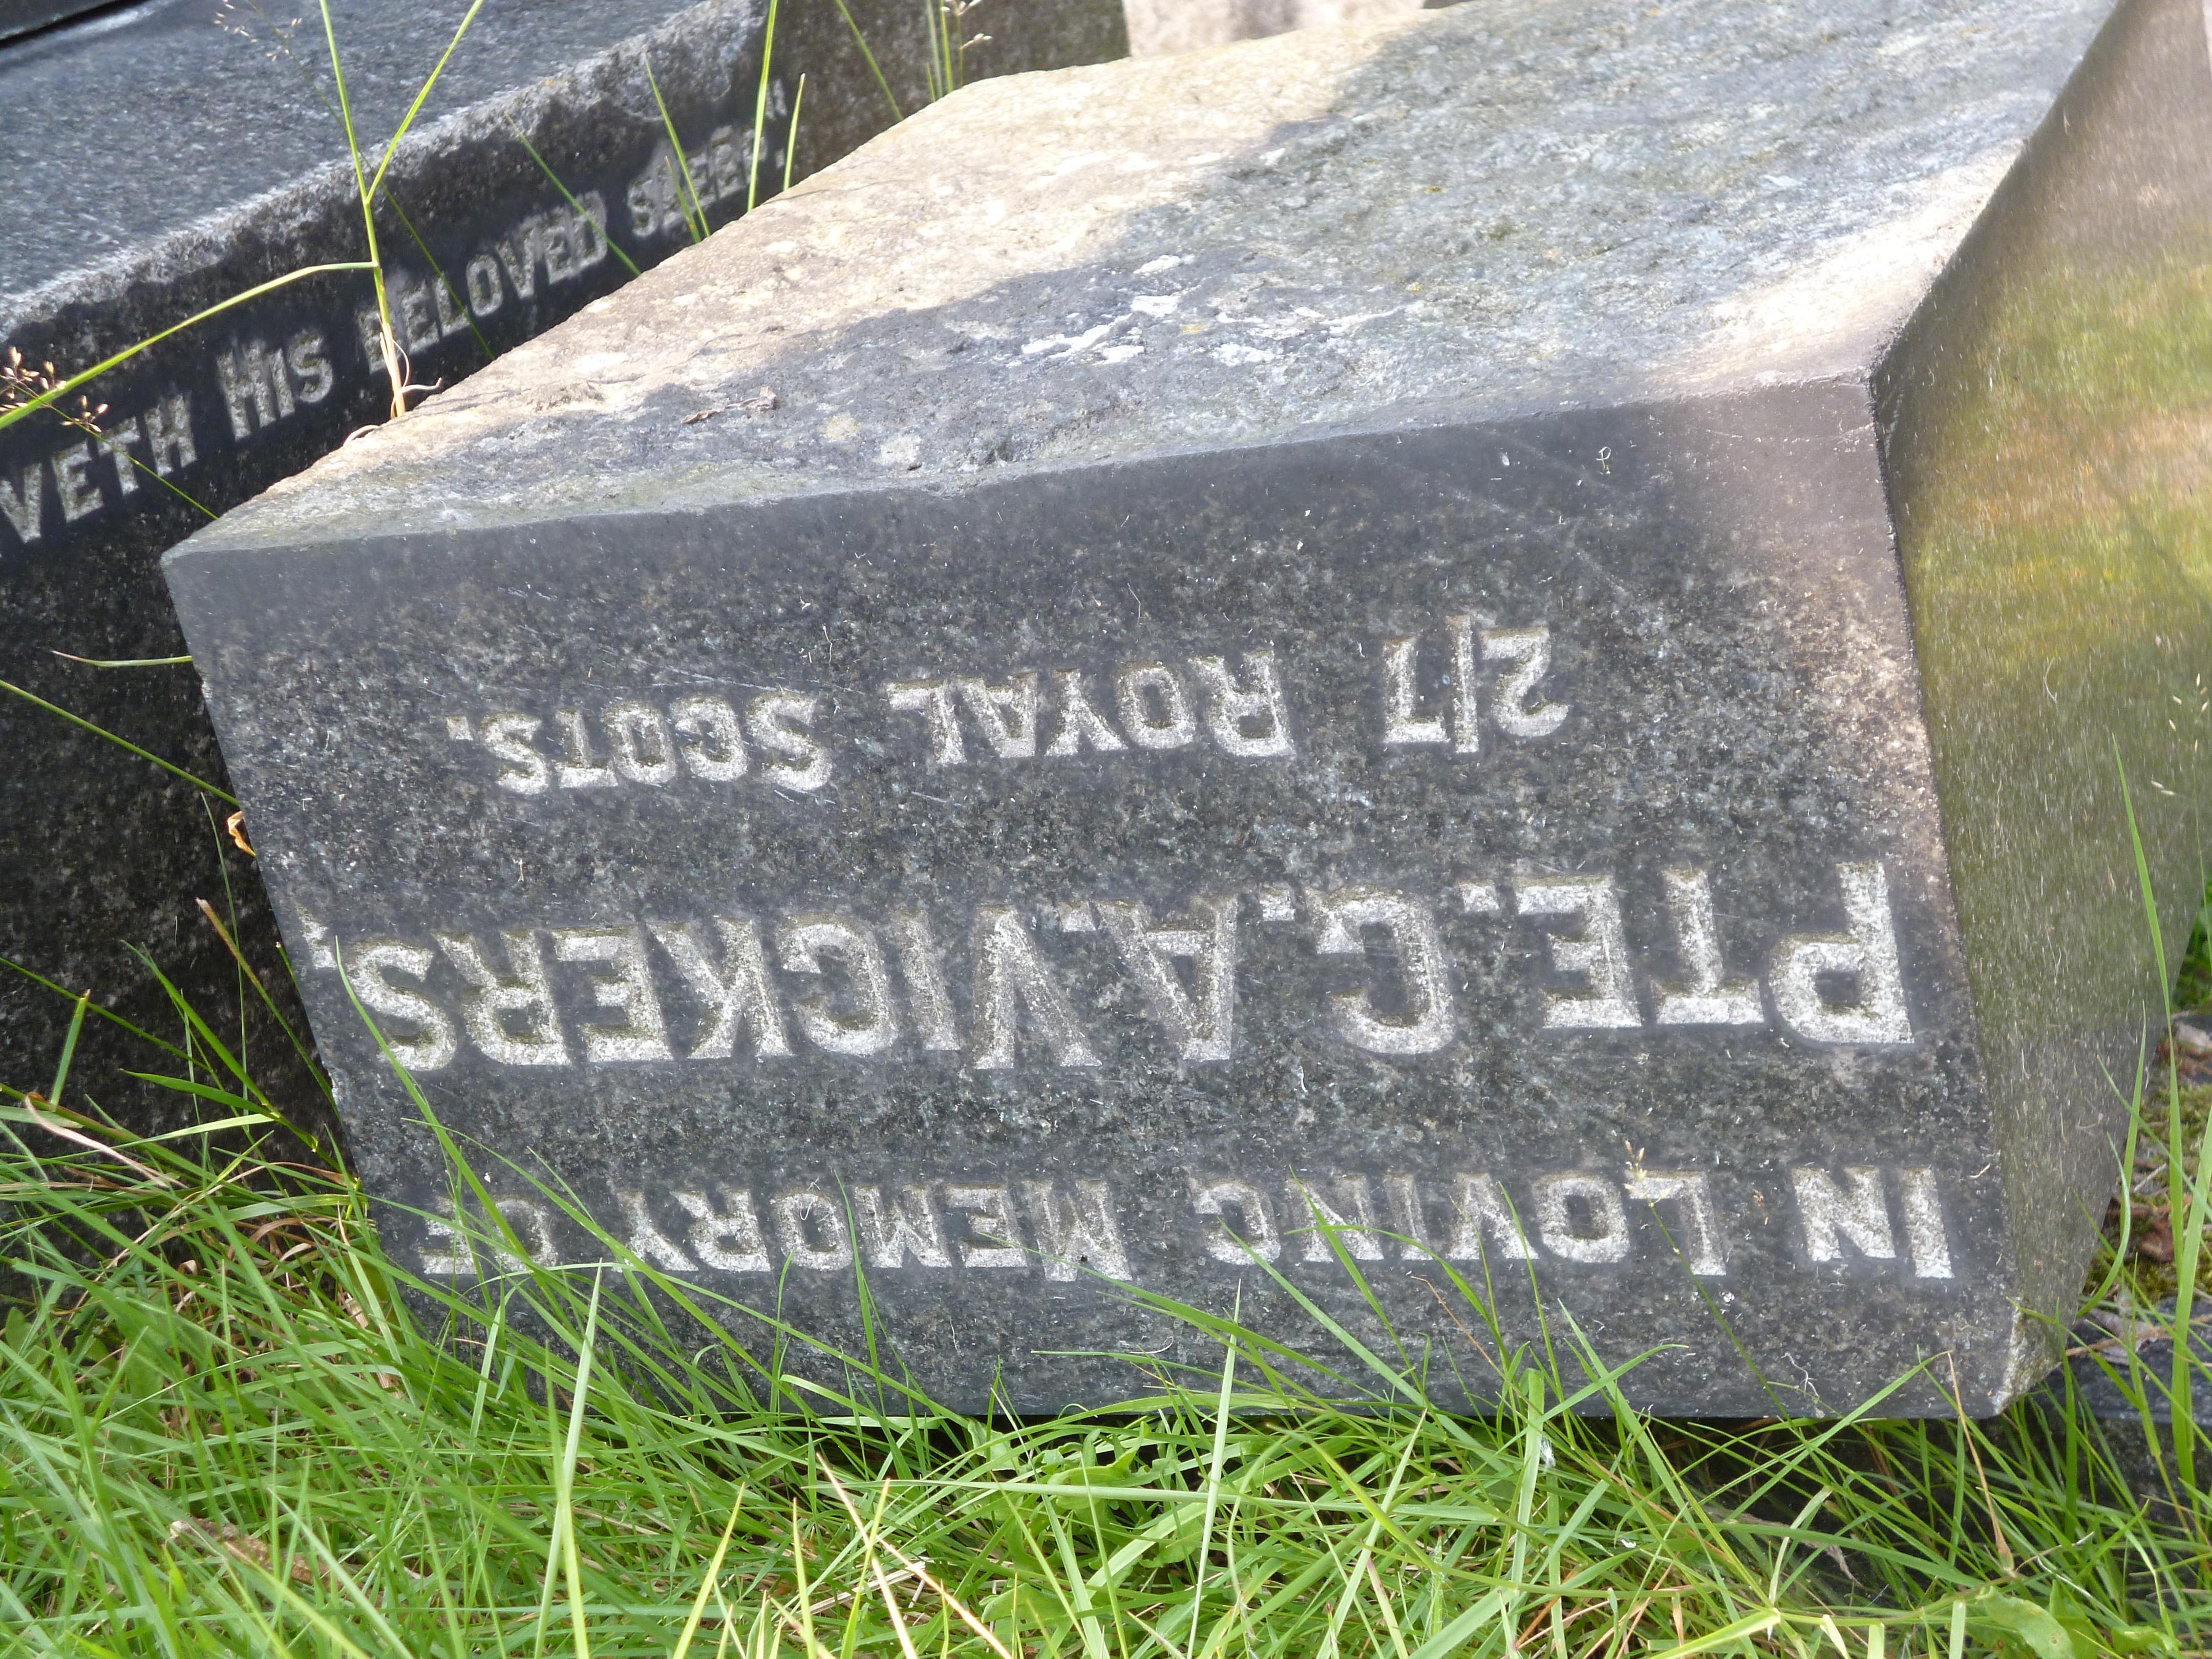 VETH HIS BELOVED SLEEP."
IN LOVING MEMORY OF
PTE. C. A. VICKERS,
2/7 ROYAL SCOTS.